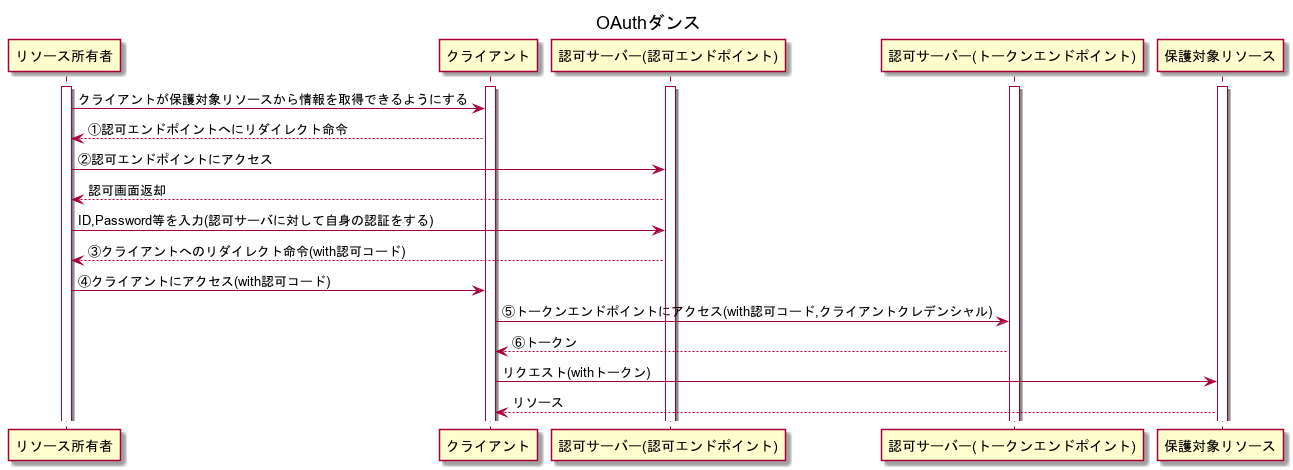 OAuthダンス
リソース所有者
クライアント
認可サーバー(認可エンドポイント)
認可サーバー(トークンエンドポイント)
保護対象リソース
クライアントが保護対象リソースから情報を取得できるようにする
①認可エンドポイントへにリダイレクト命令
②認可エンドポイントにアクセス
認可画面返却
ID,Password等を入力(認可サーバに対して自身の認証をする)
③クライアントへのリダイレクト命令(with認可コード)
④クライアントにアクセス(with認可コード)
⑤トークンエンドポイントにアクセス(with認可コード,クライアントクレデンシャル)
⑥トークン
リクエスト(withトークン)
リソース
リソース所有者
クライアント
認可サーバー(認可エンドポイント)
認可サーバー(トークンエンドポイント)
保護対象リソース